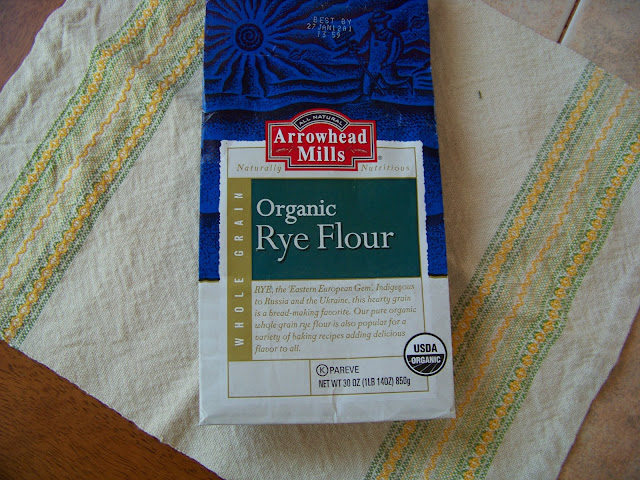 BEST BY
27JAN12A1
13 59
ALL NATURAL
Arrowhead
Mills®
Naturally Nutritious
WHOLE GRAIN
Organic
Rye Flour
RYE, the 'Eastern European Gem'. Indigenous
to Russia and the Ukraine, this hearty grain
is a bread-making favorite. Our pure organic
whole grain rye flour is also popular for a
variety of baking recipes adding delicious
flavor to all.
USDA
ORGANIC
K PAREVE
NET WT 30 OZ (1LB 14OZ) 850g